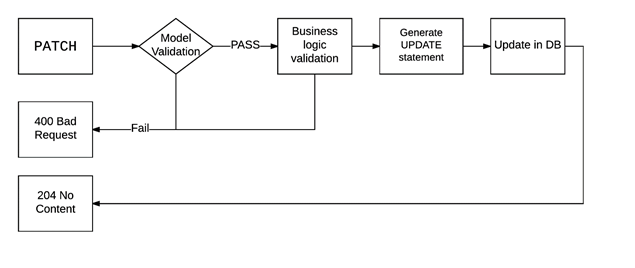 PATCH
Model
Validation
PASS
Business
logic
validation
Generate
UPDATE
statement
Update in DB
400 Bad
Request
Fail
204 No
Content